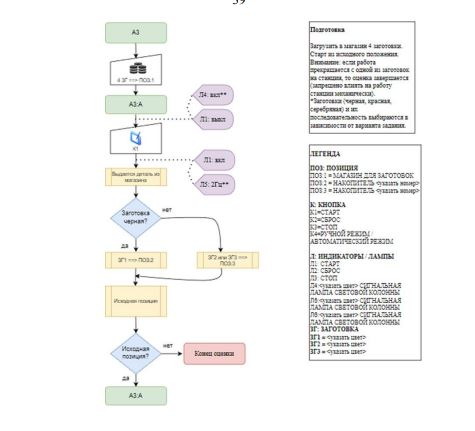 39
А3
4 ЗГ ==> ПОЗ:1
А3:А
Л4: вкл**
Л1: выкл
К1
Л1: вкл
Л5: 2Гц**
Выдается деталь из
магазина
Заготовка
черная?
нет
да
ЗГ1 ==> ПОЗ:2
ЗГ2 или ЗГ3 ==>
ПОЗ:3
Исходная позиция
Исходная
позиция?
нет
Конец оценки
да
А3:А
Подготовка
Загрузить в магазин 4 заготовки.
Старт из исходного положения.
Внимание: если работа
прекращается с одной из заготовок
на станции, то оценка завершается
(запрещено влиять на работу
станции механически).
*Заготовки (черная, красная,
серебряная) и их
последовательность выбираются в
зависимости от варианта задания.
ЛЕГЕНДА
ПОЗ: ПОЗИЦИЯ
ПОЗ:1 = МАГАЗИН ДЛЯ ЗАГОТОВОК
ПОЗ:2 = НАКОПИТЕЛЬ <указать номер>
ПОЗ:3 = НАКОПИТЕЛЬ <указать номер>
К: КНОПКА
К1=СТАРТ
К2=СБРОС
К3=СТОП
К4=РУЧНОЙ РЕЖИМ /
АВТОМАТИЧЕСКИЙ РЕЖИМ
Л: ИНДИКАТОРЫ / ЛАМПЫ
Л1: СТАРТ
Л2: СБРОС
Л3: СТОП
Л4:<указать цвет> СИГНАЛЬНАЯ
ЛАМПА СВЕТОВОЙ КОЛОННЫ
Л5:<указать цвет> СИГНАЛЬНАЯ
ЛАМПА СВЕТОВОЙ КОЛОННЫ
Л6:<указать цвет> СИГНАЛЬНАЯ
ЛАМПА СВЕТОВОЙ КОЛОННЫ
ЗГ: ЗАГОТОВКА
ЗГ1 = <указать цвет>
ЗГ2 = <указать цвет>
ЗГ3 = <указать цвет>